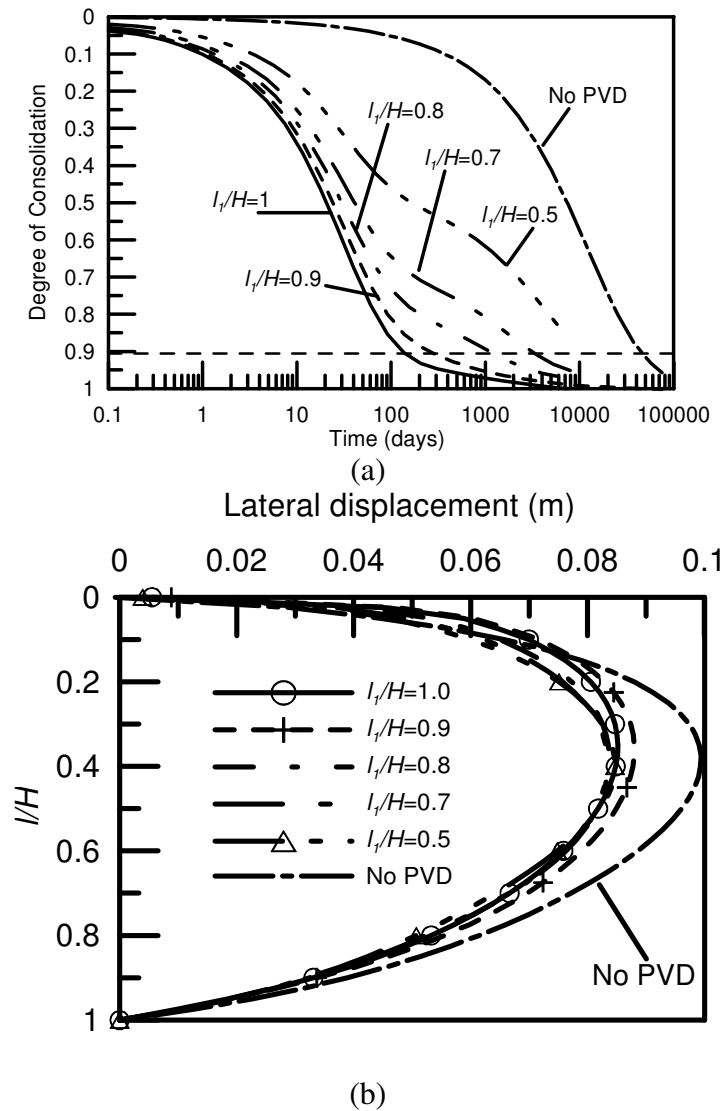 0
0.1
0.2
0.3
0.4
0.5
0.6
0.7
0.8
0.9
1
Degree of Consolidation
No PVD
l₁/H=0.8
l₁/H=0.7
l₁/H=1
l₁/H=0.5
l₁/H=0.9
0.1 1 10 100 1000 10000 100000
Time (days)
(a)
Lateral displacement (m)
0 0.02 0.04 0.06 0.08 0.1
0
0.2
0.4
0.6
0.8
1
l/H
l₁/H=1.0
l₁/H=0.9
l₁/H=0.8
l₁/H=0.7
l₁/H=0.5
No PVD
No PVD
(b)